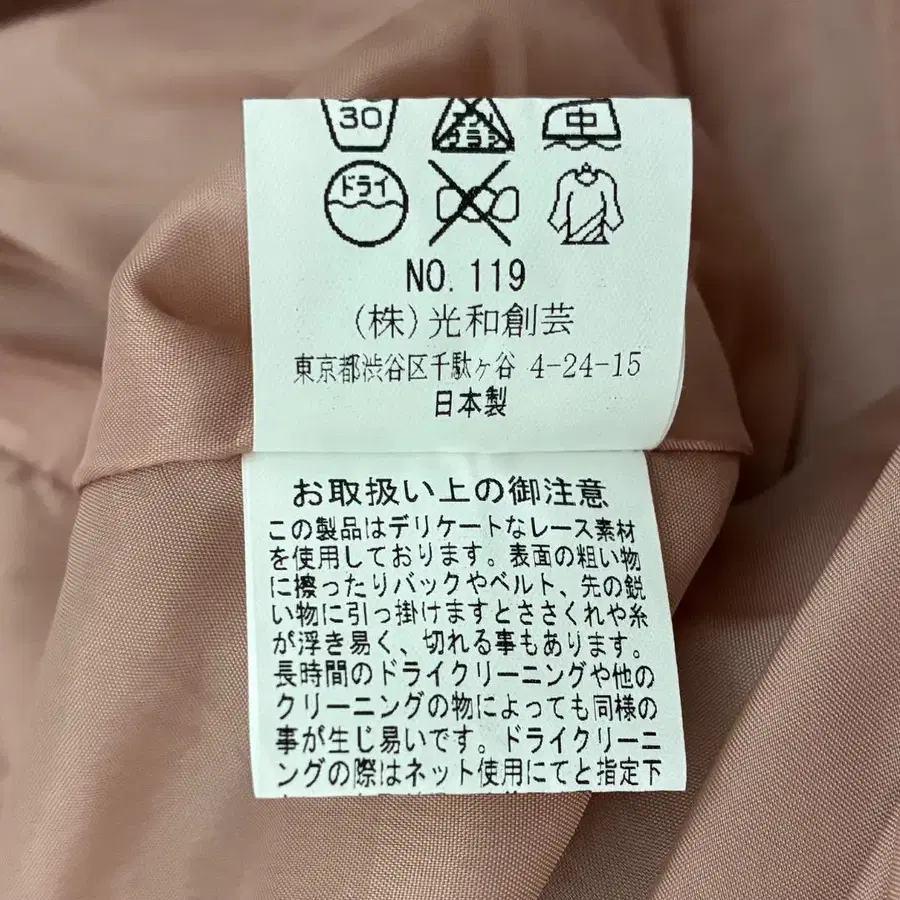 30
中
ドライ
NO. 119
(株)光和創芸
東京都渋谷区千駄ヶ谷 4-24-15
日本製
お取扱い上の御注意
この製品はデリケートなレース素材
を使用しております。表面の粗い物
に擦ったりバックやベルト、先の鋭
い物に引っ掛けますとささくれや糸
が浮き易く、切れる事もあります。
長時間のドライクリーニングや他の
クリーニングの物によっても同様の
事が生じ易いです。ドライクリーニ
ングの際はネット使用にてと指定下